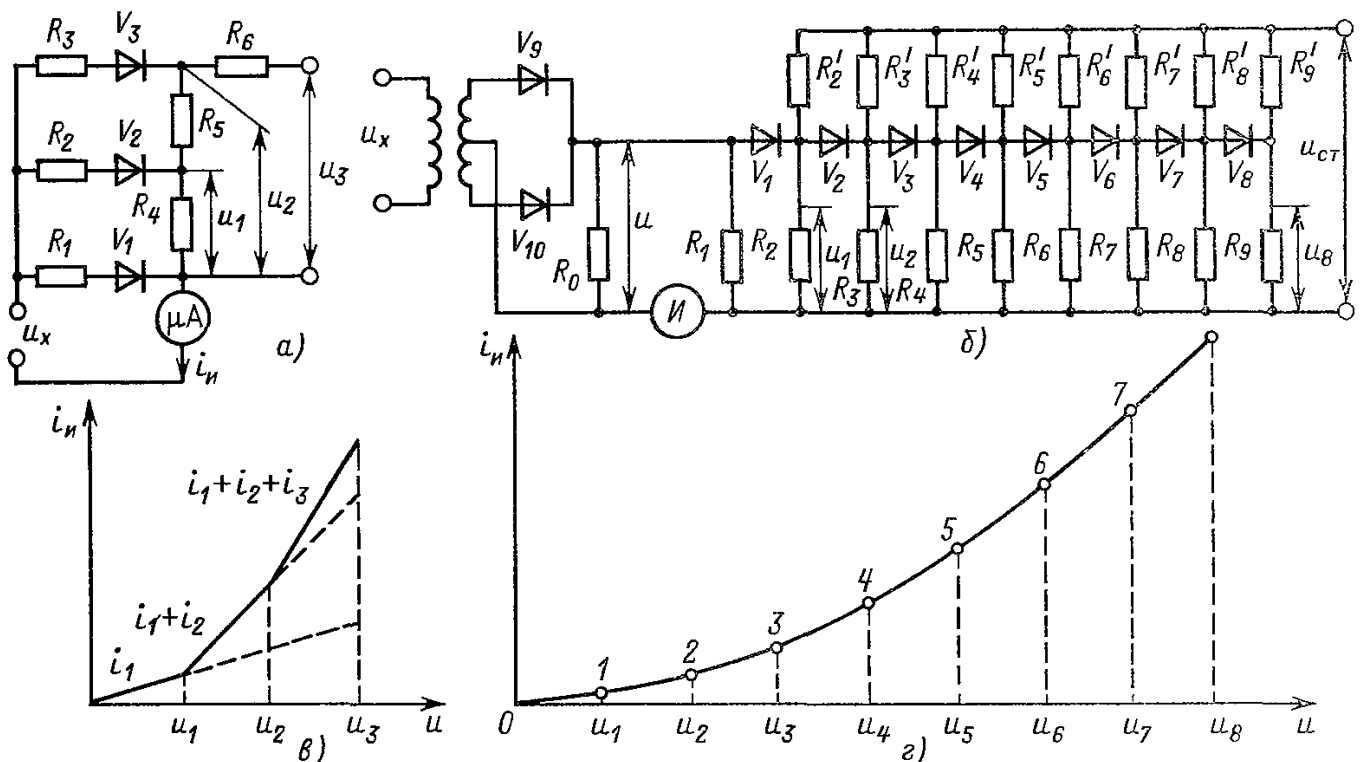 R3 V3 R6
R5
R2 V2
R4
u1 u2 u3
R1 V1
ux
μA
iи
а)
V9
ux
V10
R0
u
R1
R2 V1 V2 V3 V4 V5 V6 V7 V8
R'2 R'3 R'4 R'5 R'6 R'7 R'8 R'9
uст
u1 R3 u2 R4 R5 R6 R7 R8 R9 u8
И
б)
iи
i1+i2+i3
i1+i2
i1
u1 u2 u3 u
в)
iи
1 2 3 4 5 6 7
0 u1 u2 u3 u4 u5 u6 u7 u8 u
г)